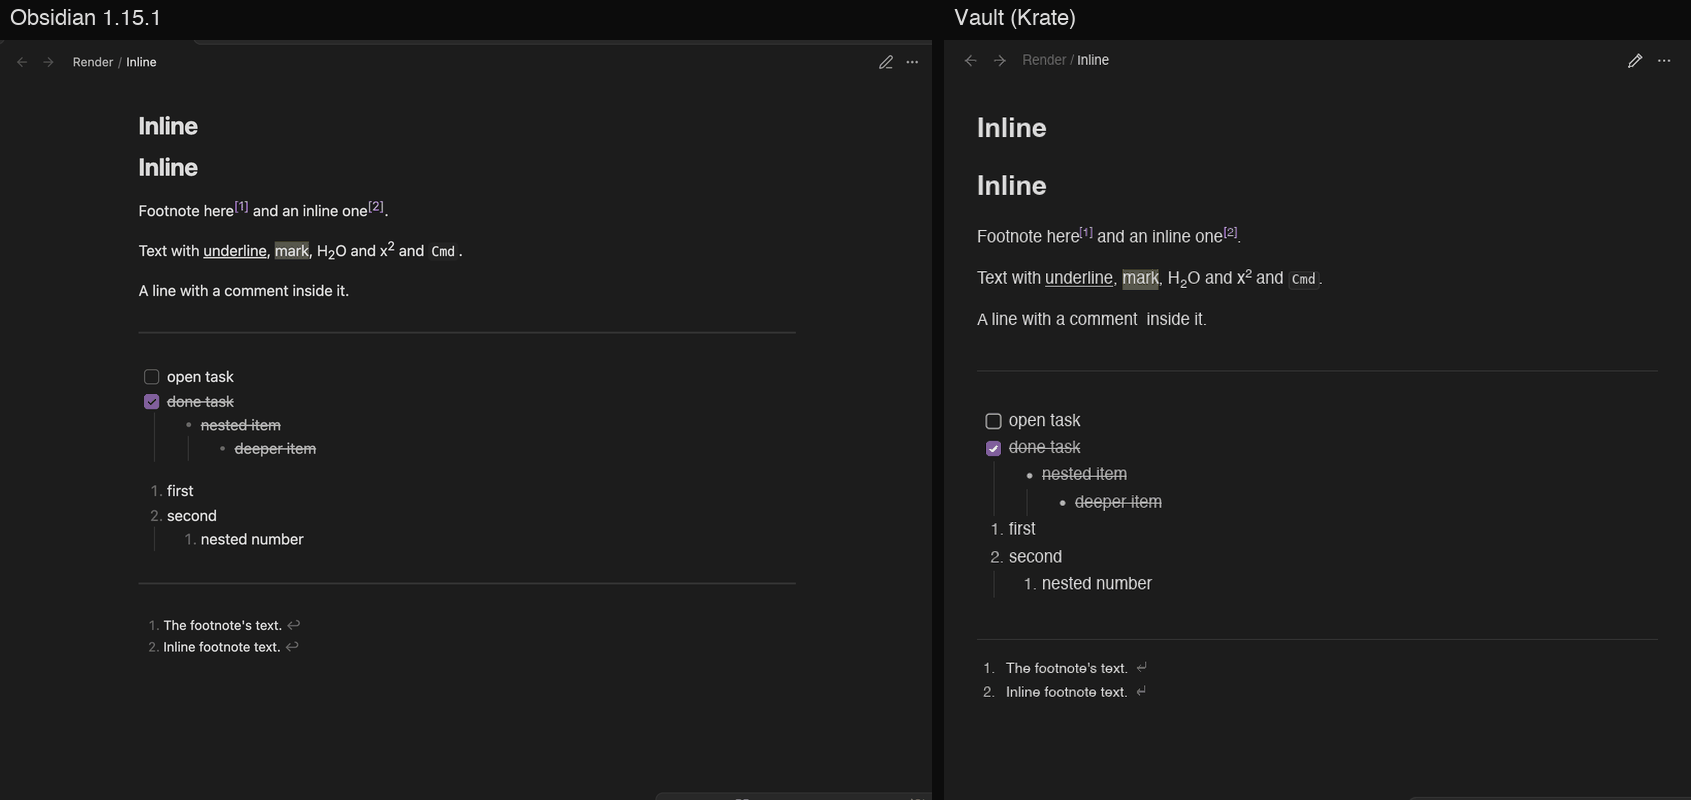 Obsidian 1.15.1
Render / Inline
Inline
Inline
Footnote here[1] and an inline one[2].
Text with underline, mark, H2O and x2 and Cmd.
A line with a comment inside it.
open task
done task
nested item
deeper item
1. first
2. second
1. nested number
1. The footnote's text. ↩
2. Inline footnote text. ↩
Vault (Krate)
Render / Inline
Inline
Inline
Footnote here[1] and an inline one[2].
Text with underline, mark, H2O and x2 and Cmd.
A line with a comment  inside it.
open task
done task
nested item
deeper item
1. first
2. second
1. nested number
1. The footnote's text. ↩
2. Inline footnote text. ↩